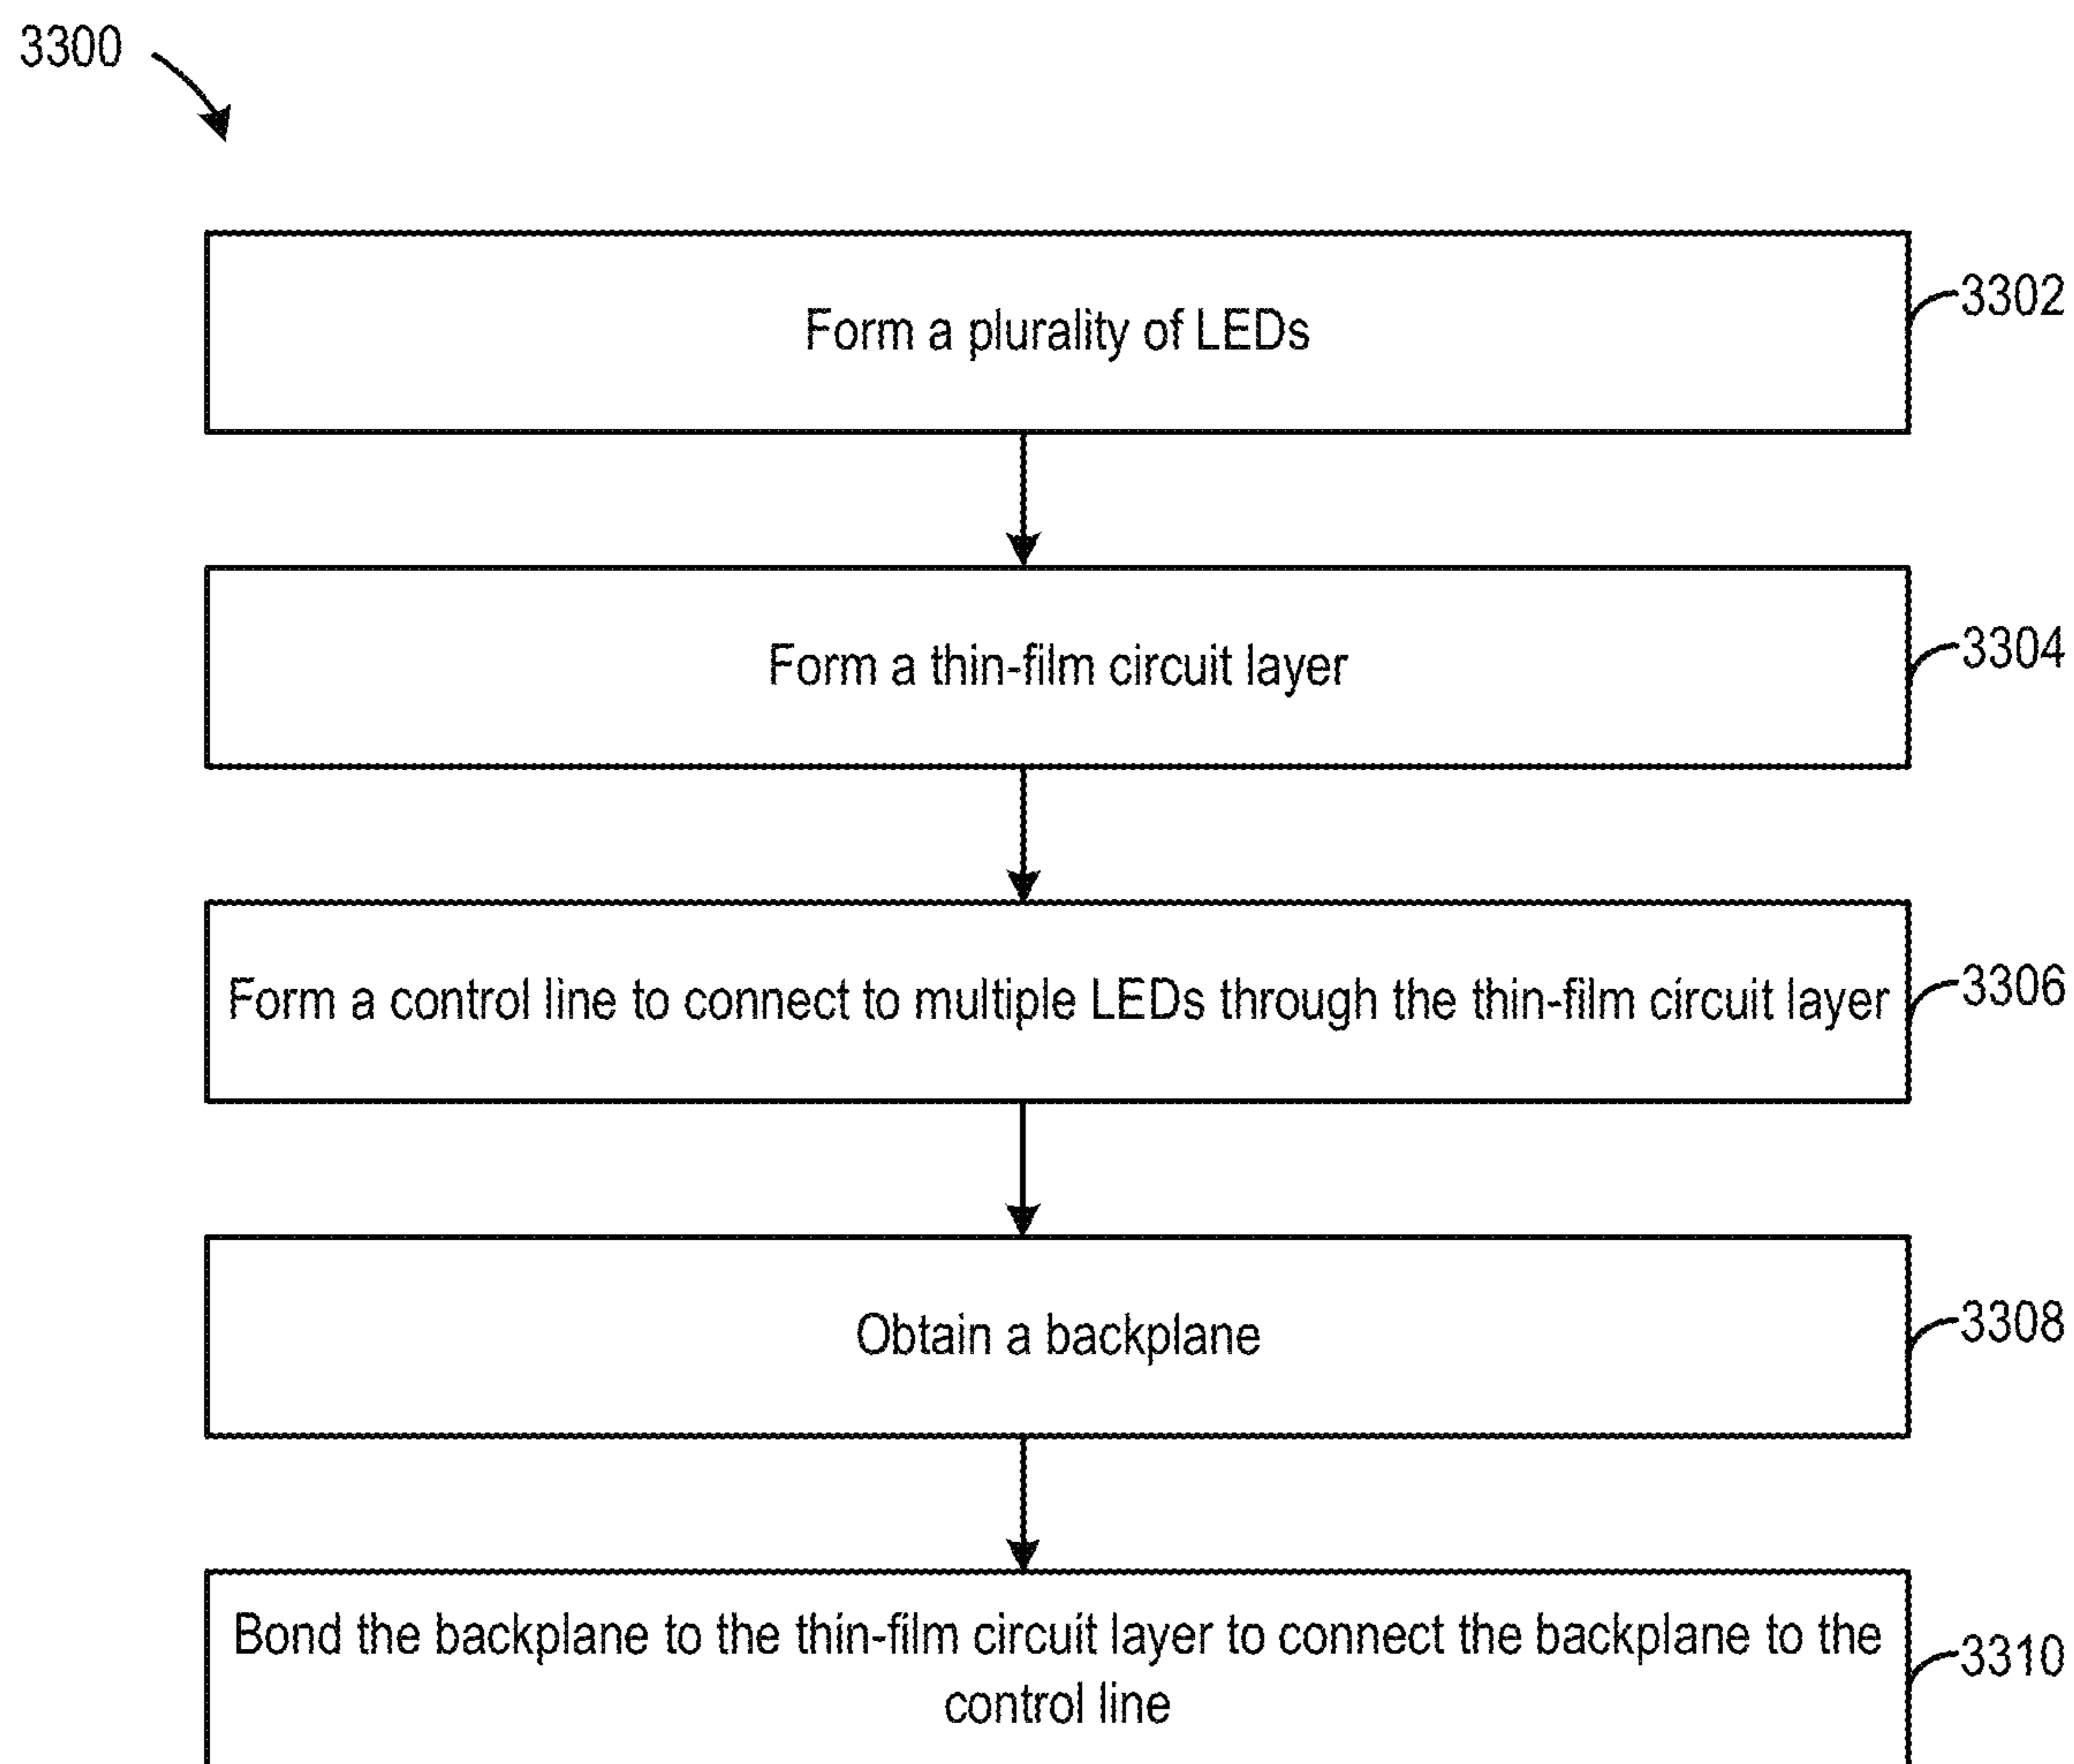 3300
Form a plurality of LEDs
3302
Form a thin-film circuit layer
3304
Form a control line to connect to multiple LEDs through the thin-film circuit layer
3306
Obtain a backplane
3308
Bond the backplane to the thin-film circuit layer to connect the backplane to the
control line
3310